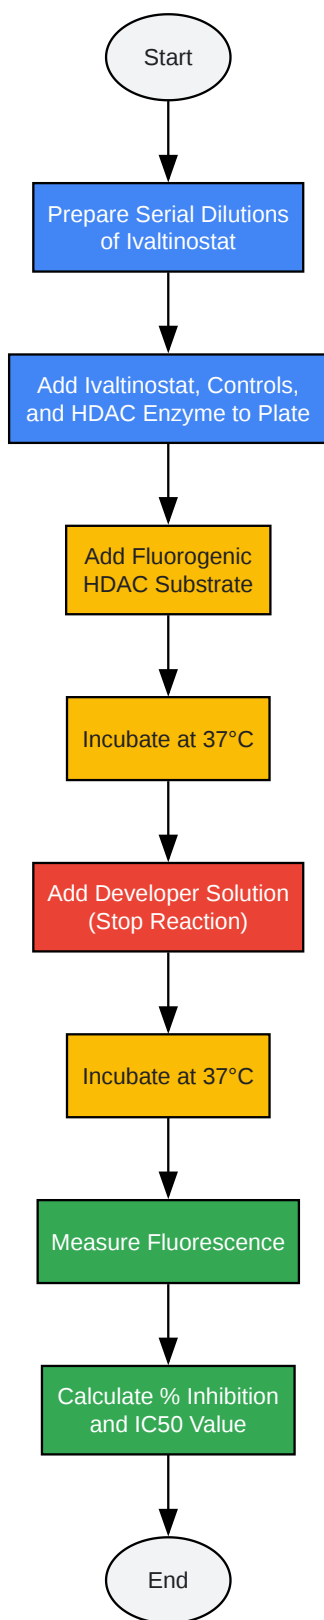 Start
Prepare Serial Dilutions
of Ivaltinostat
Add Ivaltinostat, Controls,
and HDAC Enzyme to Plate
Add Fluorogenic
HDAC Substrate
Incubate at 37°C
Add Developer Solution
(Stop Reaction)
Incubate at 37°C
Measure Fluorescence
Calculate % Inhibition
and IC50 Value
End